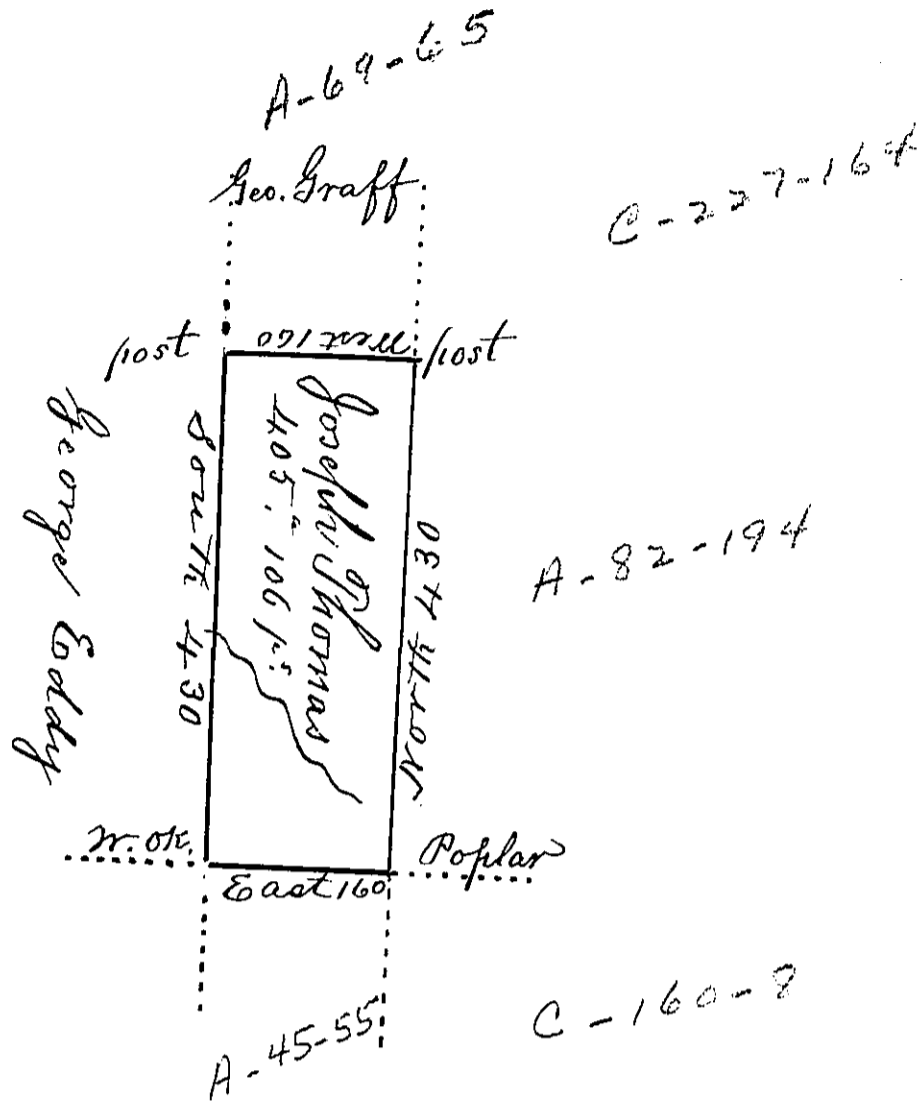 A-69-65
Geo. Graff
C-227-164
post
West 160
post
George Eddy
South 430
Joseph Thomas
405.a 106 ps.
North 430
A-82-194
W. ok.
Poplar
East 160
A-45-55
C-160-8